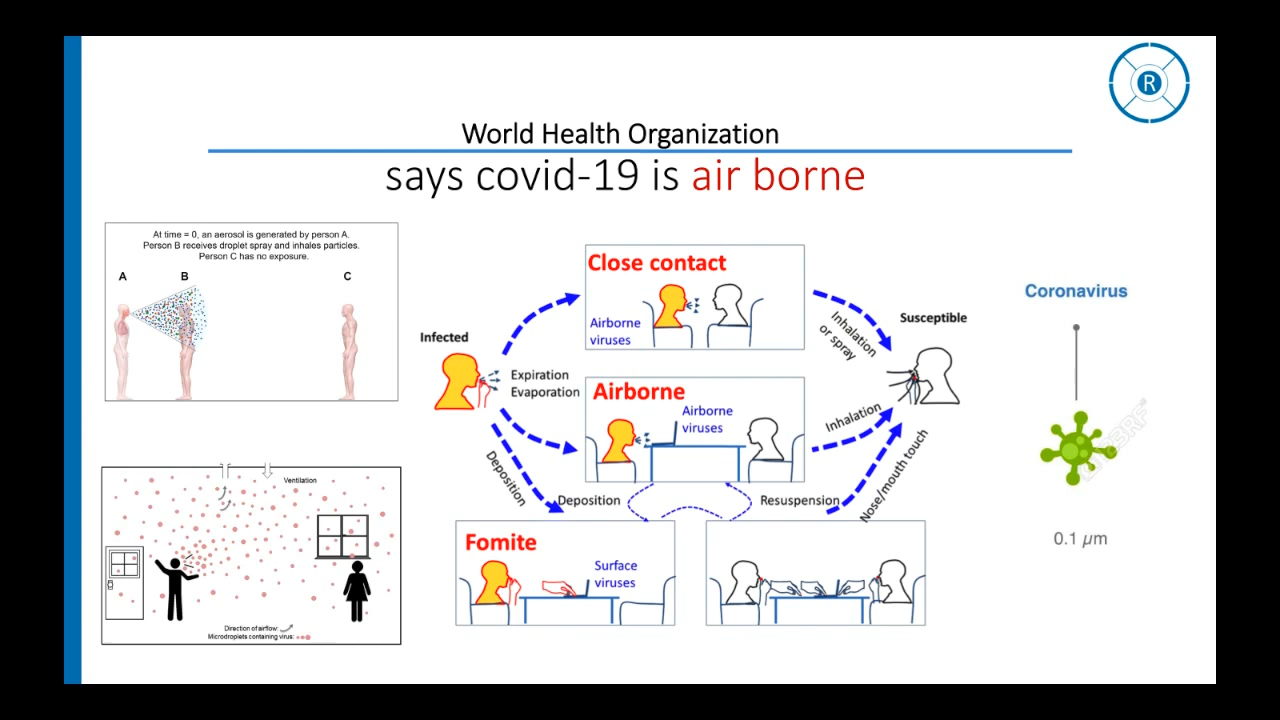 R
World Health Organization
says covid-19 is air borne
At time = 0, an aerosol is generated by person A.
Person B receives droplet spray and inhales particles.
Person C has no exposure.
A
B
C
Ventilation
Direction of airflow:
Microdroplets containing virus:
Infected
Expiration
Evaporation
Close contact
Airborne
viruses
Airborne
Airborne
viruses
Inhalation
or spray
Susceptible
Inhalation
Deposition
Deposition
Resuspension
Nose/mouth touch
Fomite
Surface
viruses
Coronavirus
0.1 μm